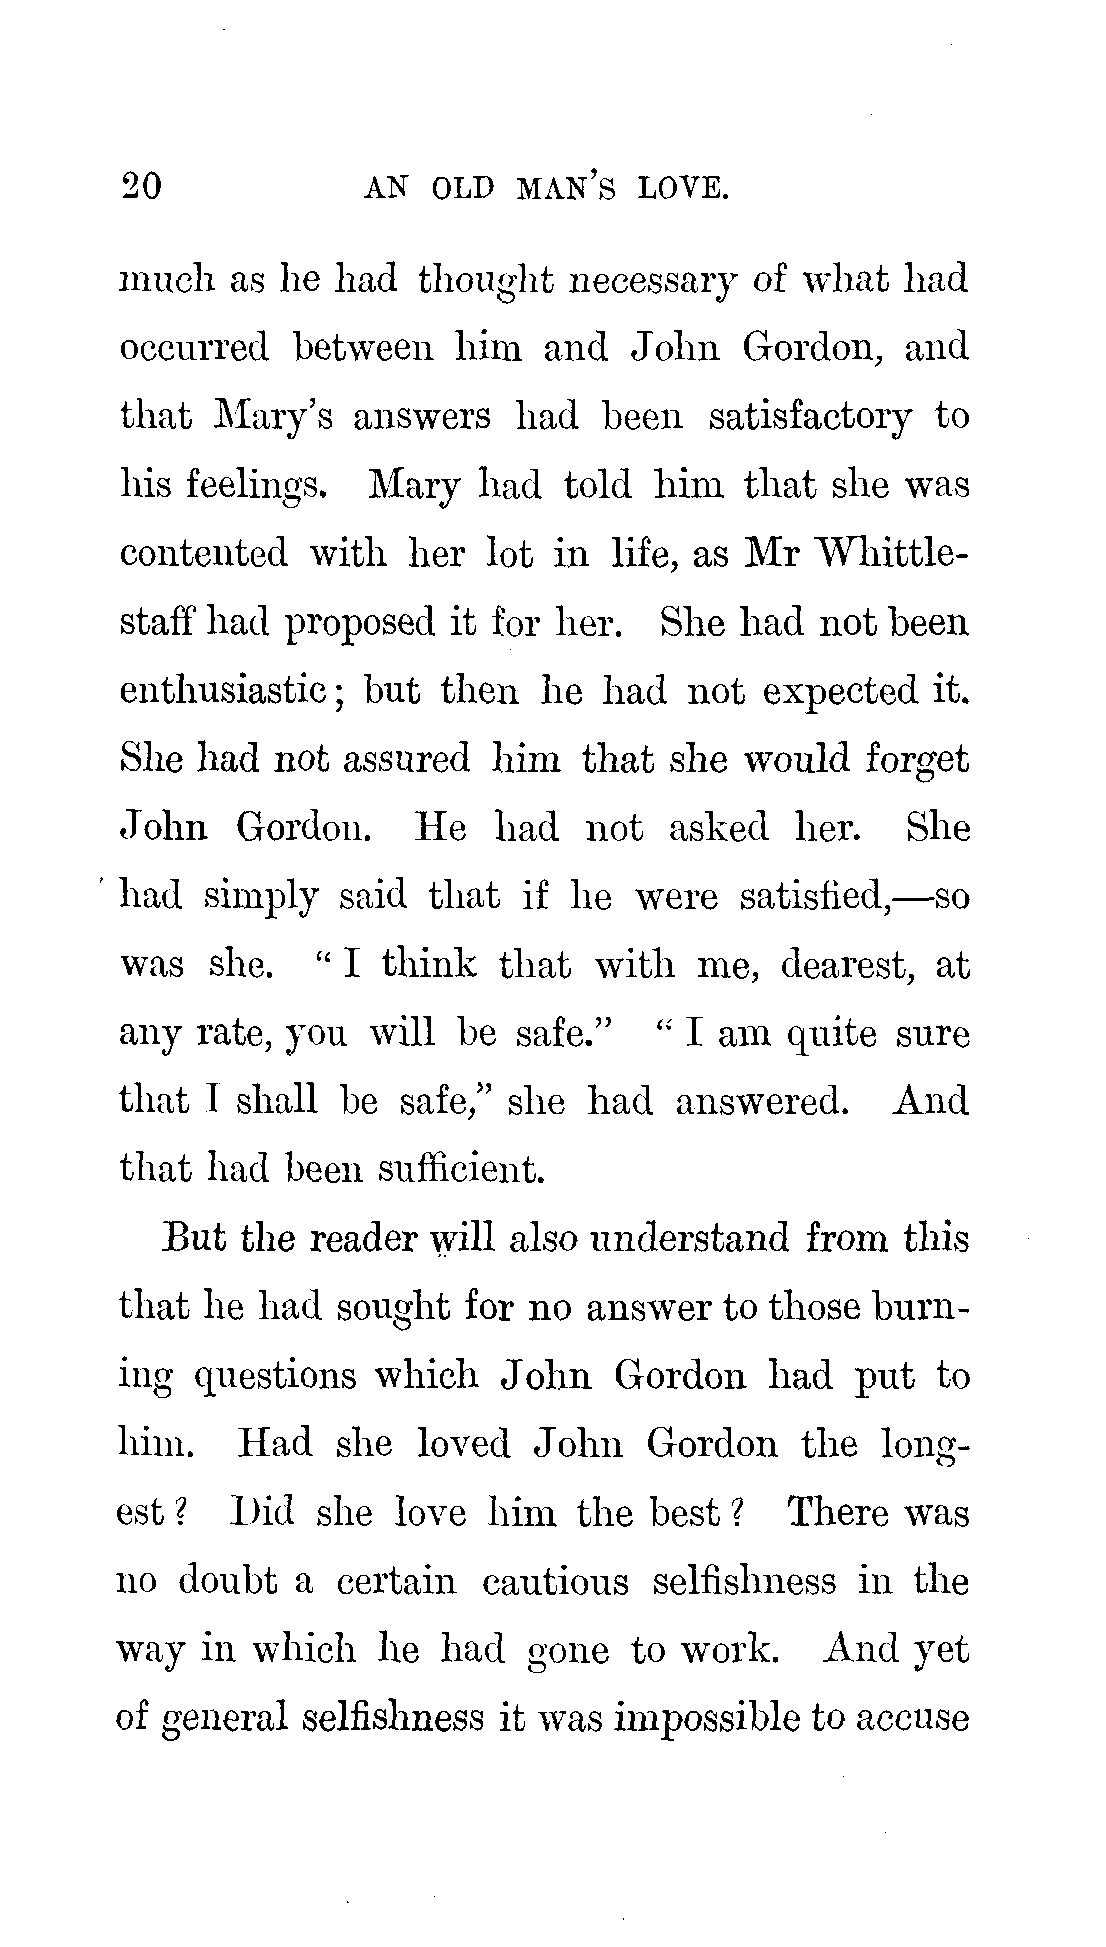 20 AN OLD MAN'S LOVE.
much as he had thought necessary of what had
occurred between him and John Gordon, and
that Mary's answers had been satisfactory to
his feelings. Mary had told him that she was
contented with her lot in life, as Mr Whittle-
staff had proposed it for her. She had not been
enthusiastic; but then he had not expected it.
She had not assured him that she would forget
John Gordon. He had not asked her. She
had simply said that if he were satisfied,—so
was she. "I think that with me, dearest, at
any rate, you will be safe." "I am quite sure
that I shall be safe," she had answered. And
that had been sufficient.
But the reader will also understand from this
that he had sought for no answer to those burn-
ing questions which John Gordon had put to
him. Had she loved John Gordon the long-
est? Did she love him the best? There was
no doubt a certain cautious selfishness in the
way in which he had gone to work. And yet
of general selfishness it was impossible to accuse